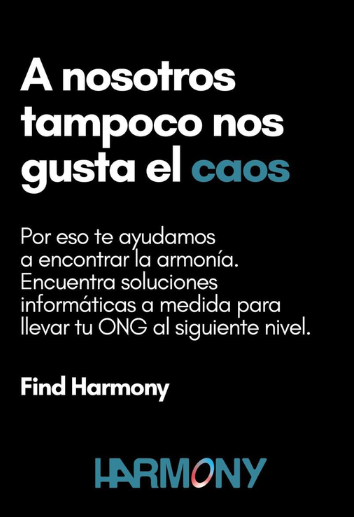 A nosotros
tampoco nos
gusta el caos
Por eso te ayudamos
a encontrar la armonía.
Encuentra soluciones
informáticas a medida para
llevar tu ONG al siguiente nivel.
Find Harmony
HARMONY